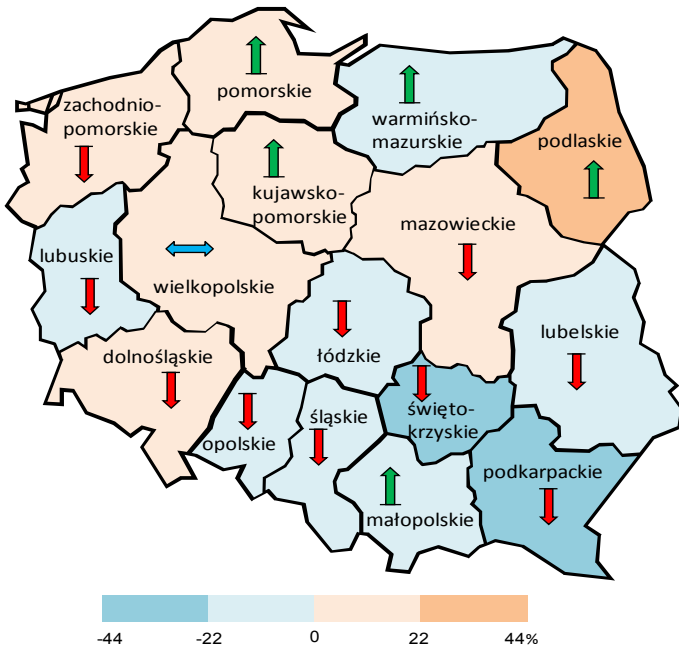 pomorskie
zachodnio-
pomorskie
warmińsko-
mazurskie
podlaskie
kujawsko-
pomorskie
mazowieckie
lubuskie
wielkopolskie
lubelskie
dolnośląskie
łódzkie
święto-
krzyskie
śląskie
opolskie
podkarpackie
małopolskie
-44 -22 0 22 44%